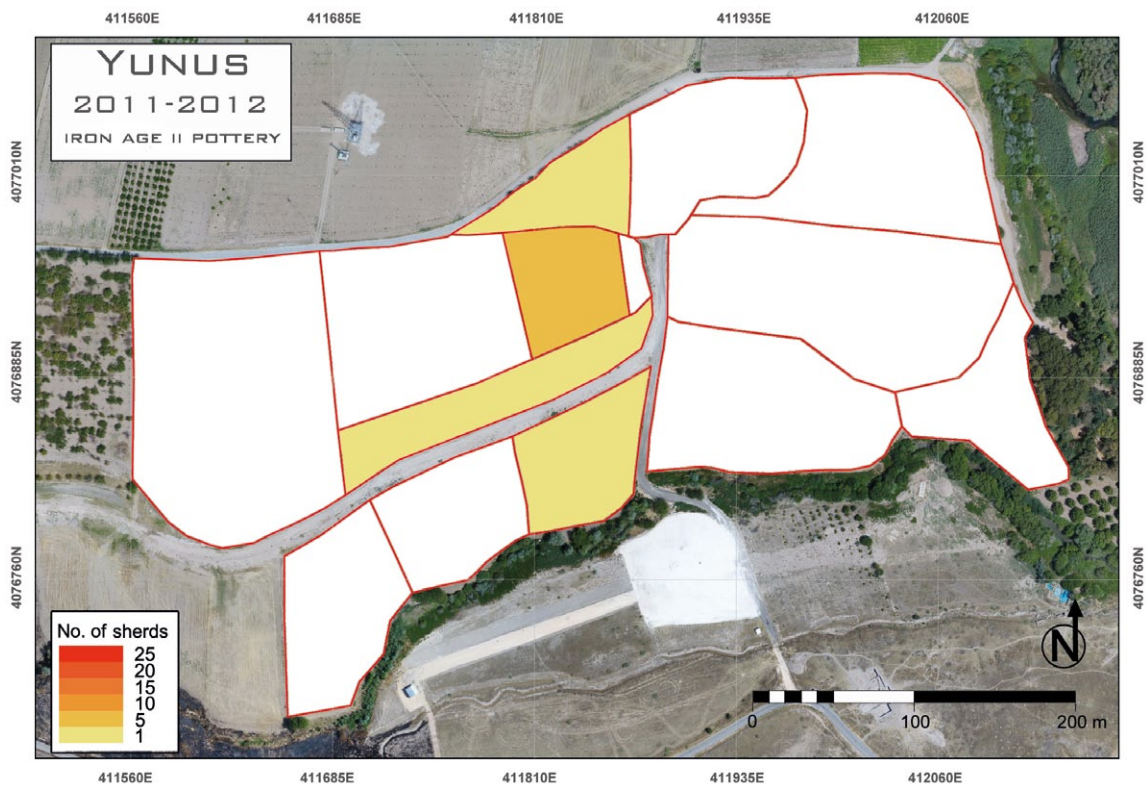 411560E 411685E 411810E 411935E 412060E
YUNUS
2011-2012
IRON AGE II POTTERY
4077010N 4077010N
4076885N 4076885N
4076760N 4076760N
No. of sherds
25
20
15
10
5
1
N
0 100 200 m
411560E 411685E 411810E 411935E 412060E